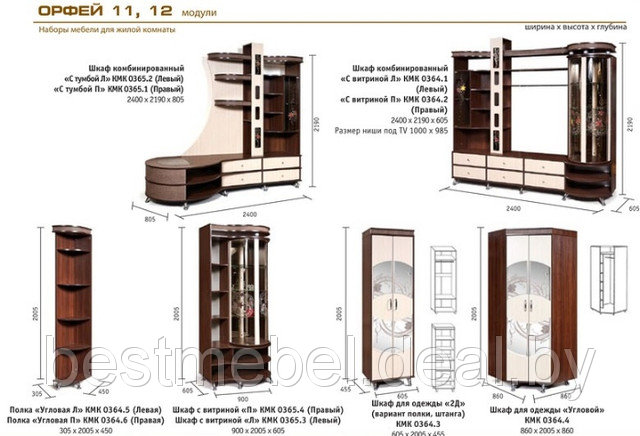 ОРФЕЙ 11, 12 модули
Наборы мебели для жилой комнаты
ширина х высота х глубина
Шкаф комбинированный
«С тумбой Л» КМК 0365.2 (Левый)
«С тумбой П» КМК 0365.1 (Правый)
2400 х 2190 х 805
2190
805
2400
Шкаф комбинированный
«С витриной Л» КМК 0364.1
(Левый)
«С витриной П» КМК 0364.2
(Правый)
2400 х 2190 х 605
Размер ниши под TV 1000 х 985
2190
2400
605
2005
305
450
Полка «Угловая Л» КМК 0364.5 (Левая)
Полка «Угловая П» КМК 0364.6 (Правая)
305 х 2005 х 450
2005
605
900
Шкаф с витриной «П» КМК 0365.4 (Правый)
Шкаф с витриной «Л» КМК 0365.3 (Левый)
900 х 2005 х 605
2005
455
605
Шкаф для одежды «2Д»
(вариант полки, штанга)
КМК 0364.3
605 х 2005 х 455
2005
860
860
Шкаф для одежды «Угловой»
КМК 0364.4
860 х 2005 х 860
bestmebel.deal.by